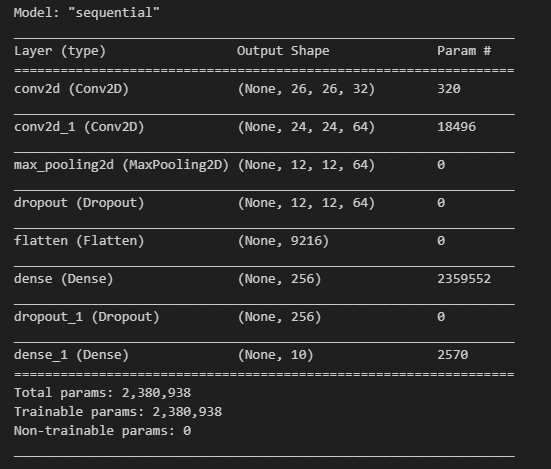 Model: "sequential"
_________________________________________________________________
Layer (type)                 Output Shape              Param #
=================================================================
conv2d (Conv2D)              (None, 26, 26, 32)        320
_________________________________________________________________
conv2d_1 (Conv2D)            (None, 24, 24, 64)        18496
_________________________________________________________________
max_pooling2d (MaxPooling2D) (None, 12, 12, 64)        0
_________________________________________________________________
dropout (Dropout)            (None, 12, 12, 64)        0
_________________________________________________________________
flatten (Flatten)            (None, 9216)              0
_________________________________________________________________
dense (Dense)                (None, 256)               2359552
_________________________________________________________________
dropout_1 (Dropout)          (None, 256)               0
_________________________________________________________________
dense_1 (Dense)              (None, 10)                2570
=================================================================
Total params: 2,380,938
Trainable params: 2,380,938
Non-trainable params: 0
_________________________________________________________________